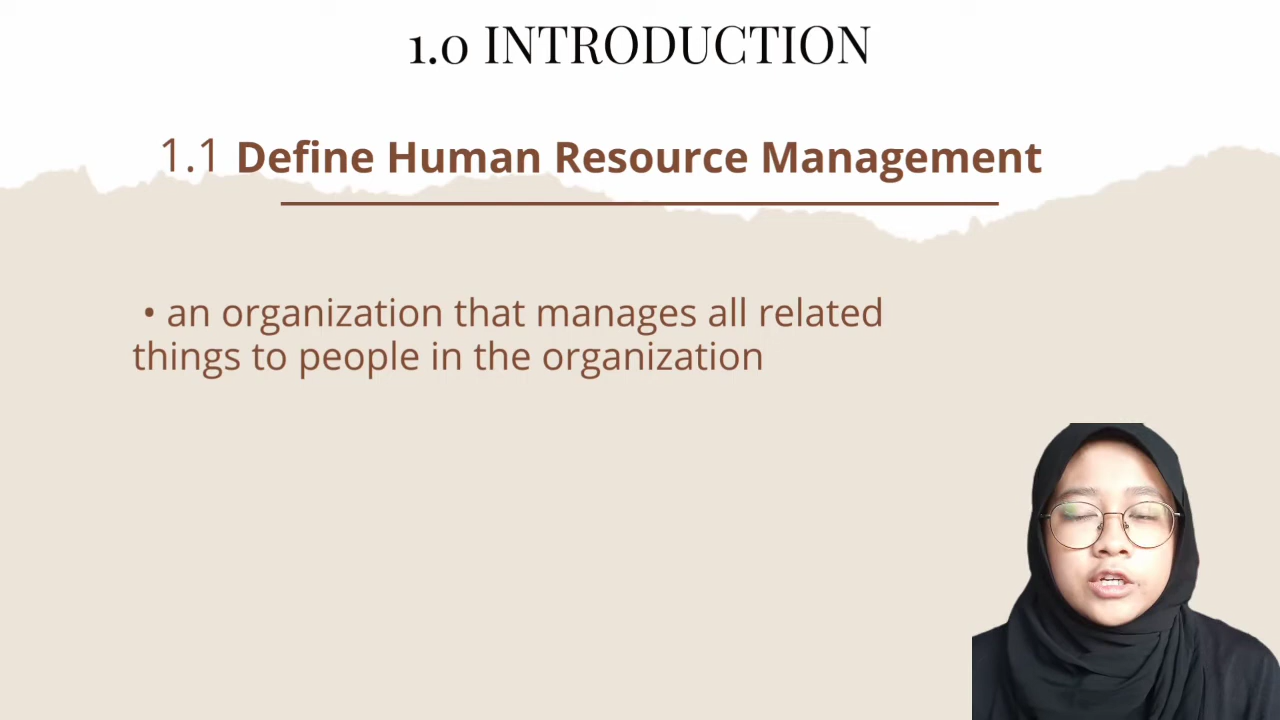 1.0 INTRODUCTION
1.1 Define Human Resource Management
• an organization that manages all related
things to people in the organization